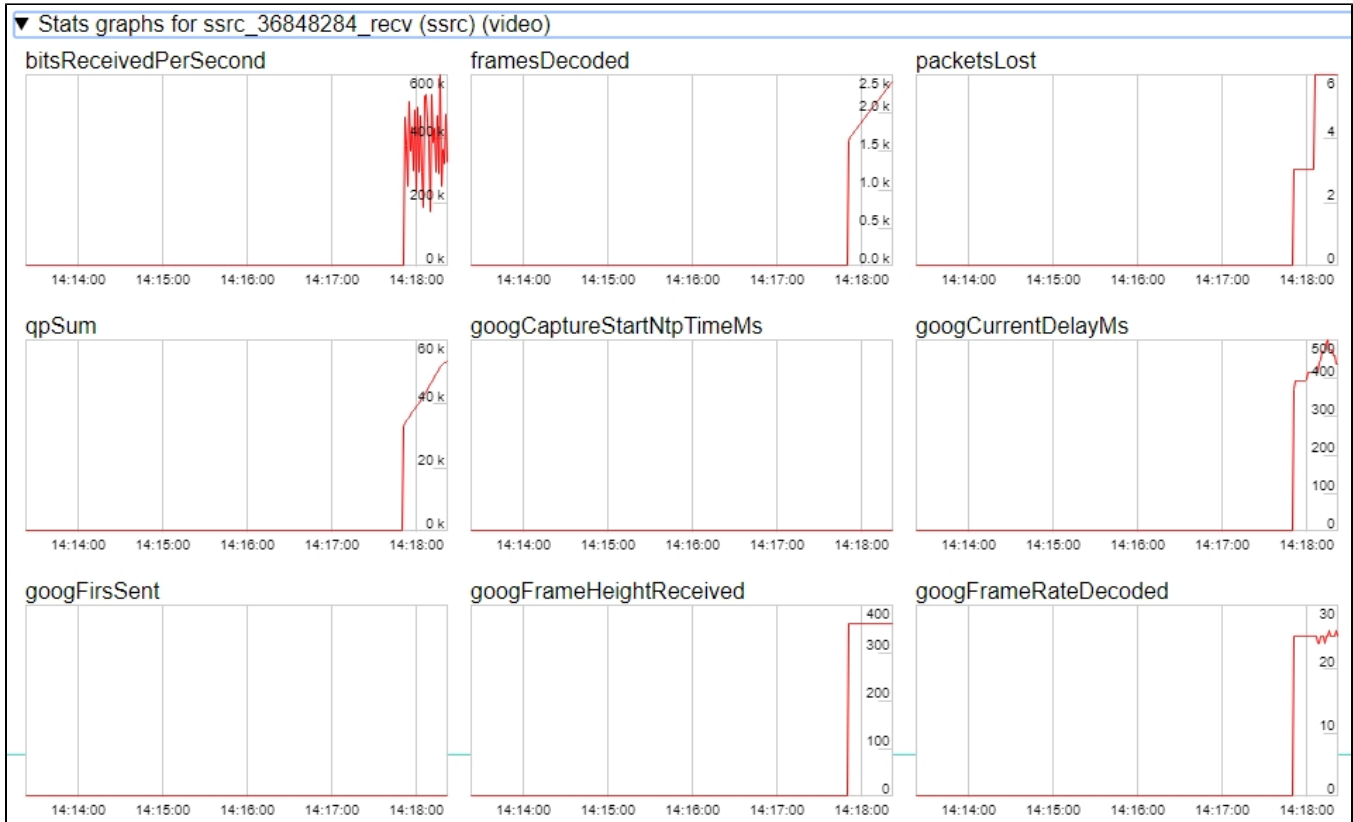 ▼ Stats graphs for ssrc_36848284_recv (ssrc) (video)
bitsReceivedPerSecond
600 k
400 k
200 k
0 k
14:14:00 14:15:00 14:16:00 14:17:00 14:18:00
framesDecoded
2.5 k
2.0 k
1.5 k
1.0 k
0.5 k
0.0 k
14:14:00 14:15:00 14:16:00 14:17:00 14:18:00
packetsLost
6
4
2
0
14:14:00 14:15:00 14:16:00 14:17:00 14:18:00
qpSum
60 k
40 k
20 k
0 k
14:14:00 14:15:00 14:16:00 14:17:00 14:18:00
googCaptureStartNtpTimeMs
14:14:00 14:15:00 14:16:00 14:17:00 14:18:00
googCurrentDelayMs
500
400
300
200
100
0
14:14:00 14:15:00 14:16:00 14:17:00 14:18:00
googFirsSent
14:14:00 14:15:00 14:16:00 14:17:00 14:18:00
googFrameHeightReceived
400
300
200
100
0
14:14:00 14:15:00 14:16:00 14:17:00 14:18:00
googFrameRateDecoded
30
20
10
0
14:14:00 14:15:00 14:16:00 14:17:00 14:18:00